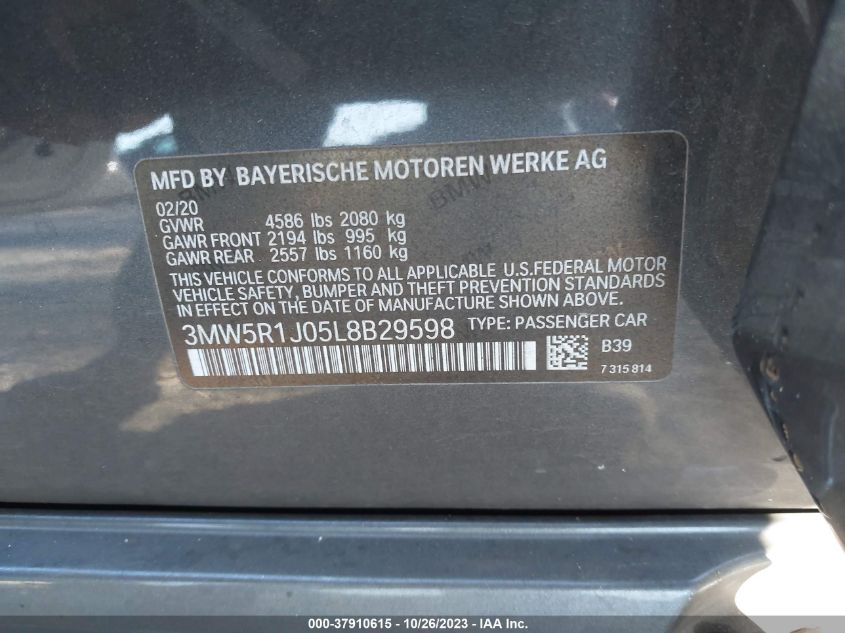 MFD BY BAYERISCHE MOTOREN WERKE AG
02/20
GVWR 4586 lbs 2080 kg
GAWR FRONT 2194 lbs 995 kg
GAWR REAR 2557 lbs 1160 kg
THIS VEHICLE CONFORMS TO ALL APPLICABLE U.S.FEDERAL MOTOR
VEHICLE SAFETY, BUMPER AND THEFT PREVENTION STANDARDS
IN EFFECT ON THE DATE OF MANUFACTURE SHOWN ABOVE.
3MW5R1J05L8B29598 TYPE: PASSENGER CAR
B39
7 315 814
000-37910615 - 10/26/2023 - IAA Inc.